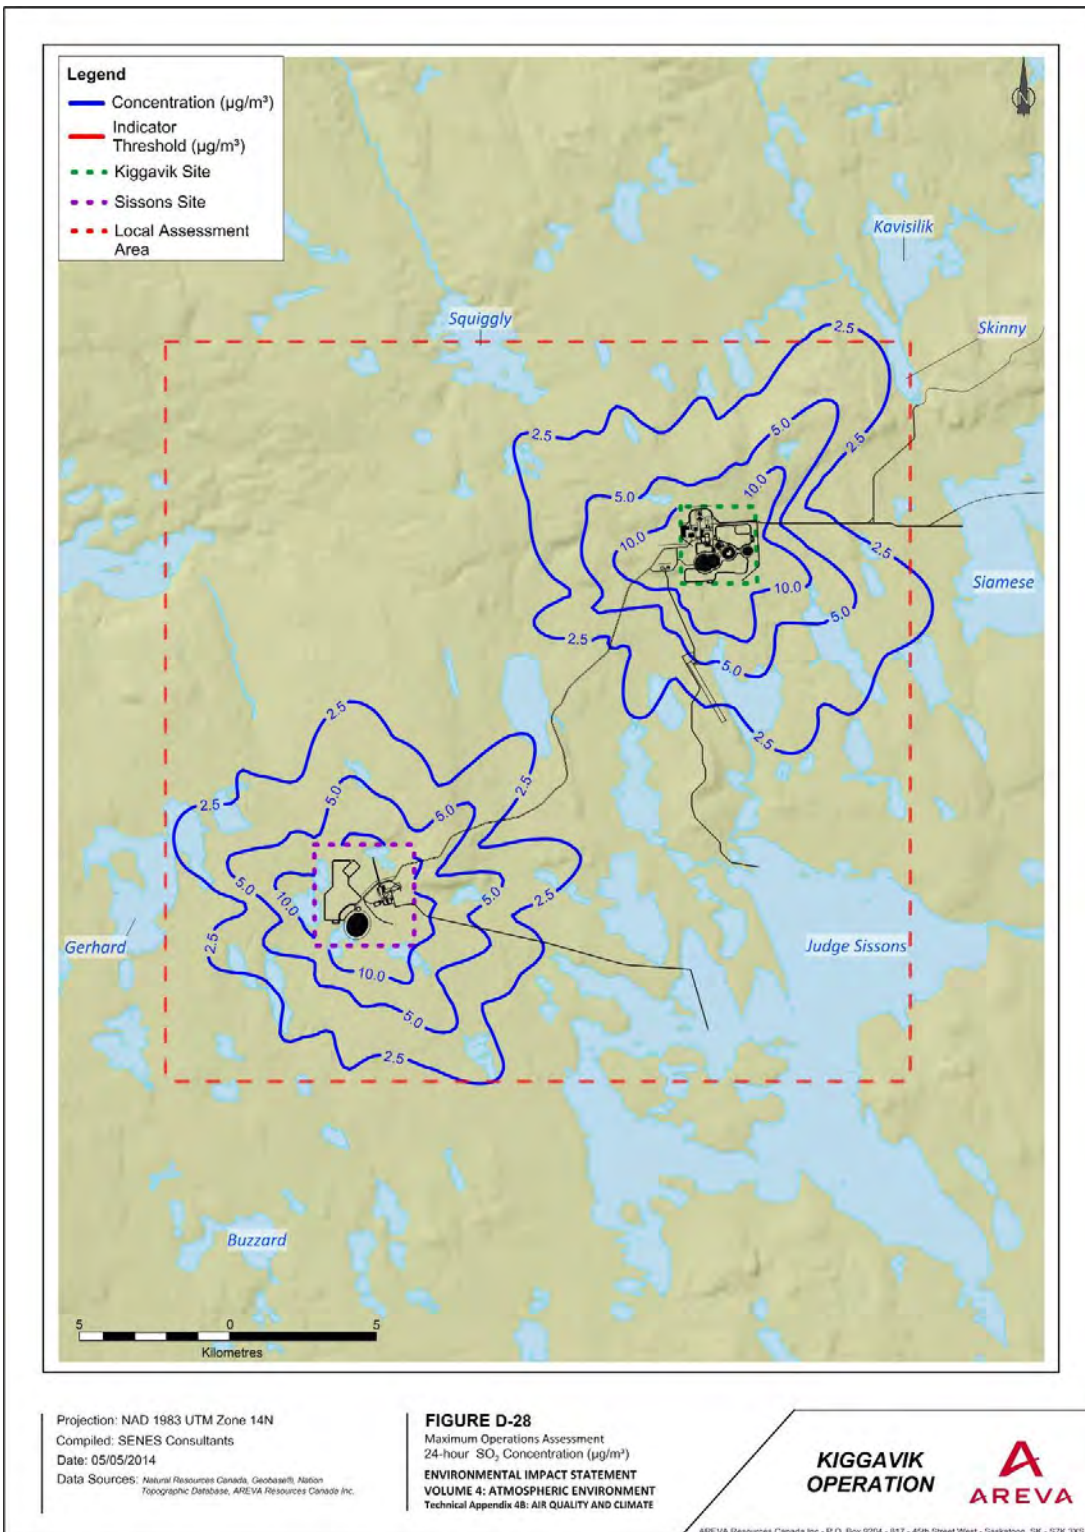 Legend
Concentration (µg/m³)
Indicator
Threshold (µg/m³)
Kiggavik Site
Sissons Site
Local Assessment
Area
N
Kavisilik
Squiggly
Skinny
2.5
2.5
2.5
5.0
2.5
5.0
10.0
10.0
2.5
Siamese
10.0
5.0
2.5
5.0
2.5
2.5
2.5
5.0
5.0
2.5
5.0
10.0
5.0
2.5
Gerhard
2.5
Judge Sissons
10.0
5.0
2.5
Buzzard
5 0 5
Kilometres
Projection: NAD 1983 UTM Zone 14N
Compiled: SENES Consultants
Date: 05/05/2014
Data Sources: Natural Resources Canada, Geobase®, Nation
Topographic Database, AREVA Resources Canada Inc.
FIGURE D-28
Maximum Operations Assessment
24-hour SO₂ Concentration (µg/m³)
ENVIRONMENTAL IMPACT STATEMENT
VOLUME 4: ATMOSPHERIC ENVIRONMENT
Technical Appendix 4B: AIR QUALITY AND CLIMATE
KIGGAVIK
OPERATION
AREVA